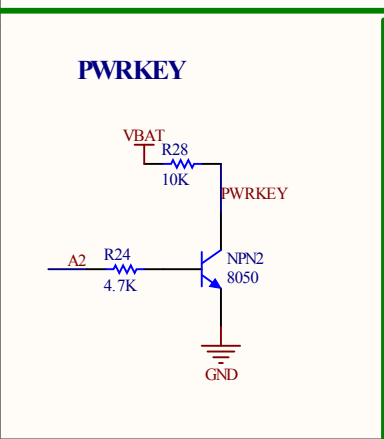 PWRKEY
VBAT
R28
10K
PWRKEY
A2
R24
4.7K
NPN2
8050
GND